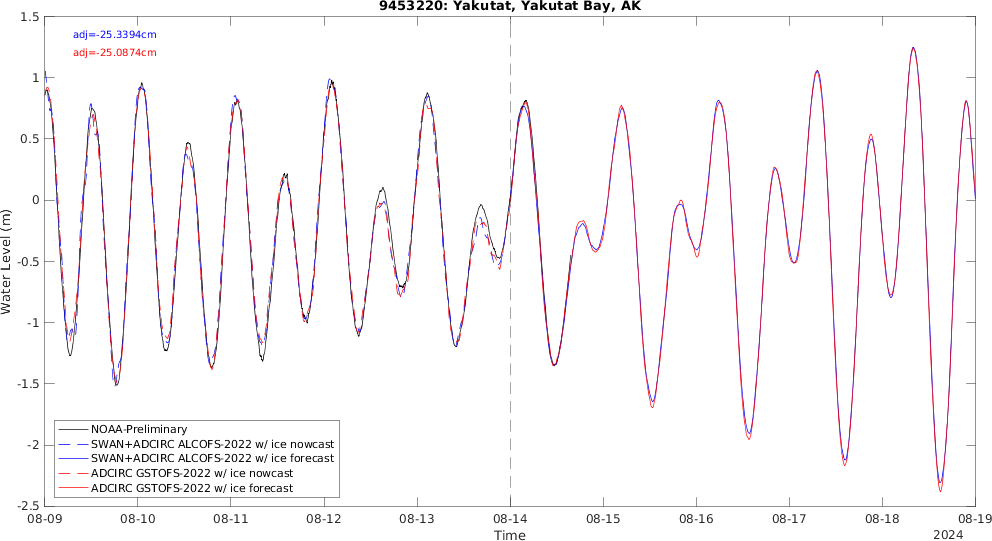 9453220: Yakutat, Yakutat Bay, AK
adj=-25.3394cm
adj=-25.0874cm
1.5
1
0.5
0
-0.5
-1
-1.5
-2
-2.5
Water Level (m)
NOAA-Preliminary
SWAN+ADCIRC ALCOFS-2022 w/ ice nowcast
SWAN+ADCIRC ALCOFS-2022 w/ ice forecast
ADCIRC GSTOFS-2022 w/ ice nowcast
ADCIRC GSTOFS-2022 w/ ice forecast
08-09 08-10 08-11 08-12 08-13 08-14 08-15 08-16 08-17 08-18 08-19
Time
2024